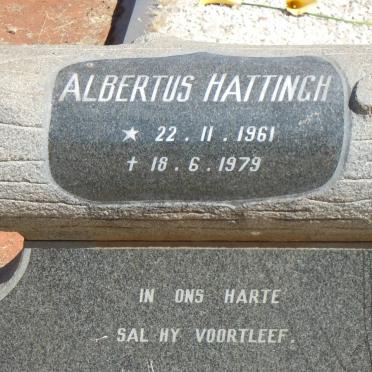 ALBERTUS HATTINGH
★ 22.11.1961
† 18.6.1979
IN ONS HARTE
SAL HY VOORTLEEF.